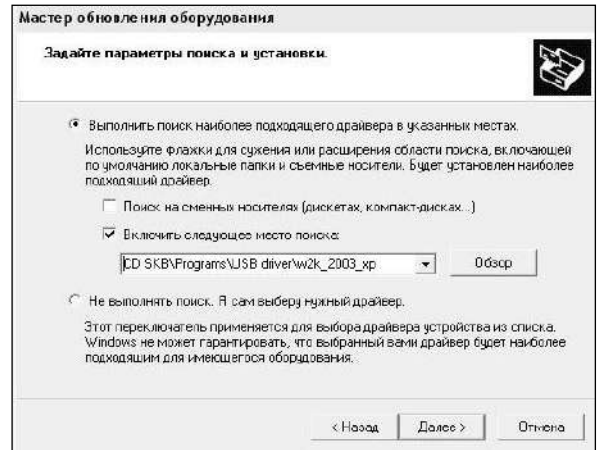 Мастер обновления оборудования
Задайте параметры поиска и установки.
Выполнить поиск наиболее подходящего драйвера в указанных местах.
Используйте флажки для сужения или расширения области поиска, включающей
по умолчанию локальные папки и съемные носители. Будет установлен наиболее
подходящий драйвер.
Поиск на сменных носителях (дискетах, компакт-дисках...)
Включить следующее место поиска:
CD SKB\Programs\USB driver\w2k_2003_xp
Обзор
Не выполнять поиск. Я сам выберу нужный драйвер.
Этот переключатель применяется для выбора драйвера устройства из списка.
Windows не может гарантировать, что выбранный вами драйвер будет наиболее
подходящим для имеющегося оборудования.
< Назад Далее > Отмена